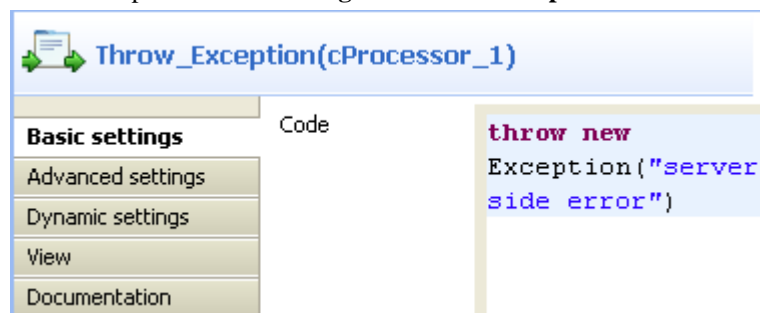 Throw_Exception(cProcessor_1)
Basic settings
Advanced settings
Dynamic settings
View
Documentation
Code
throw new
Exception("server
side error")